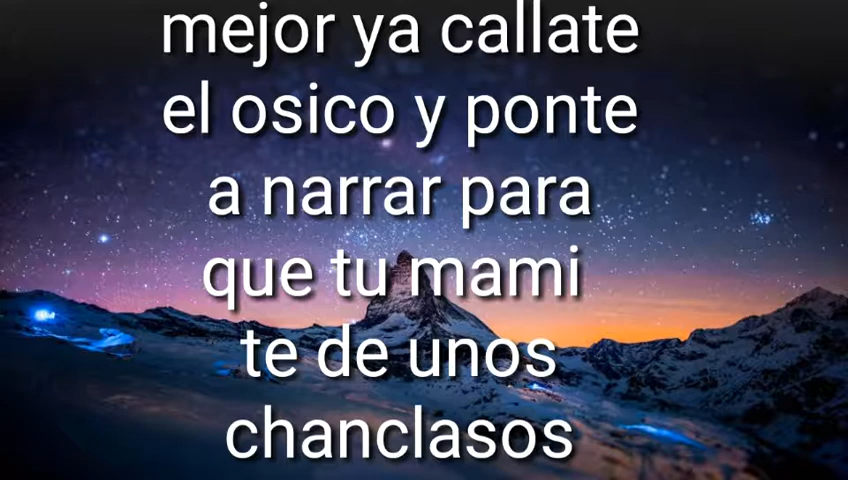 mejor ya callate
el osico y ponte
a narrar para
que tu mami
te de unos
chanclasos